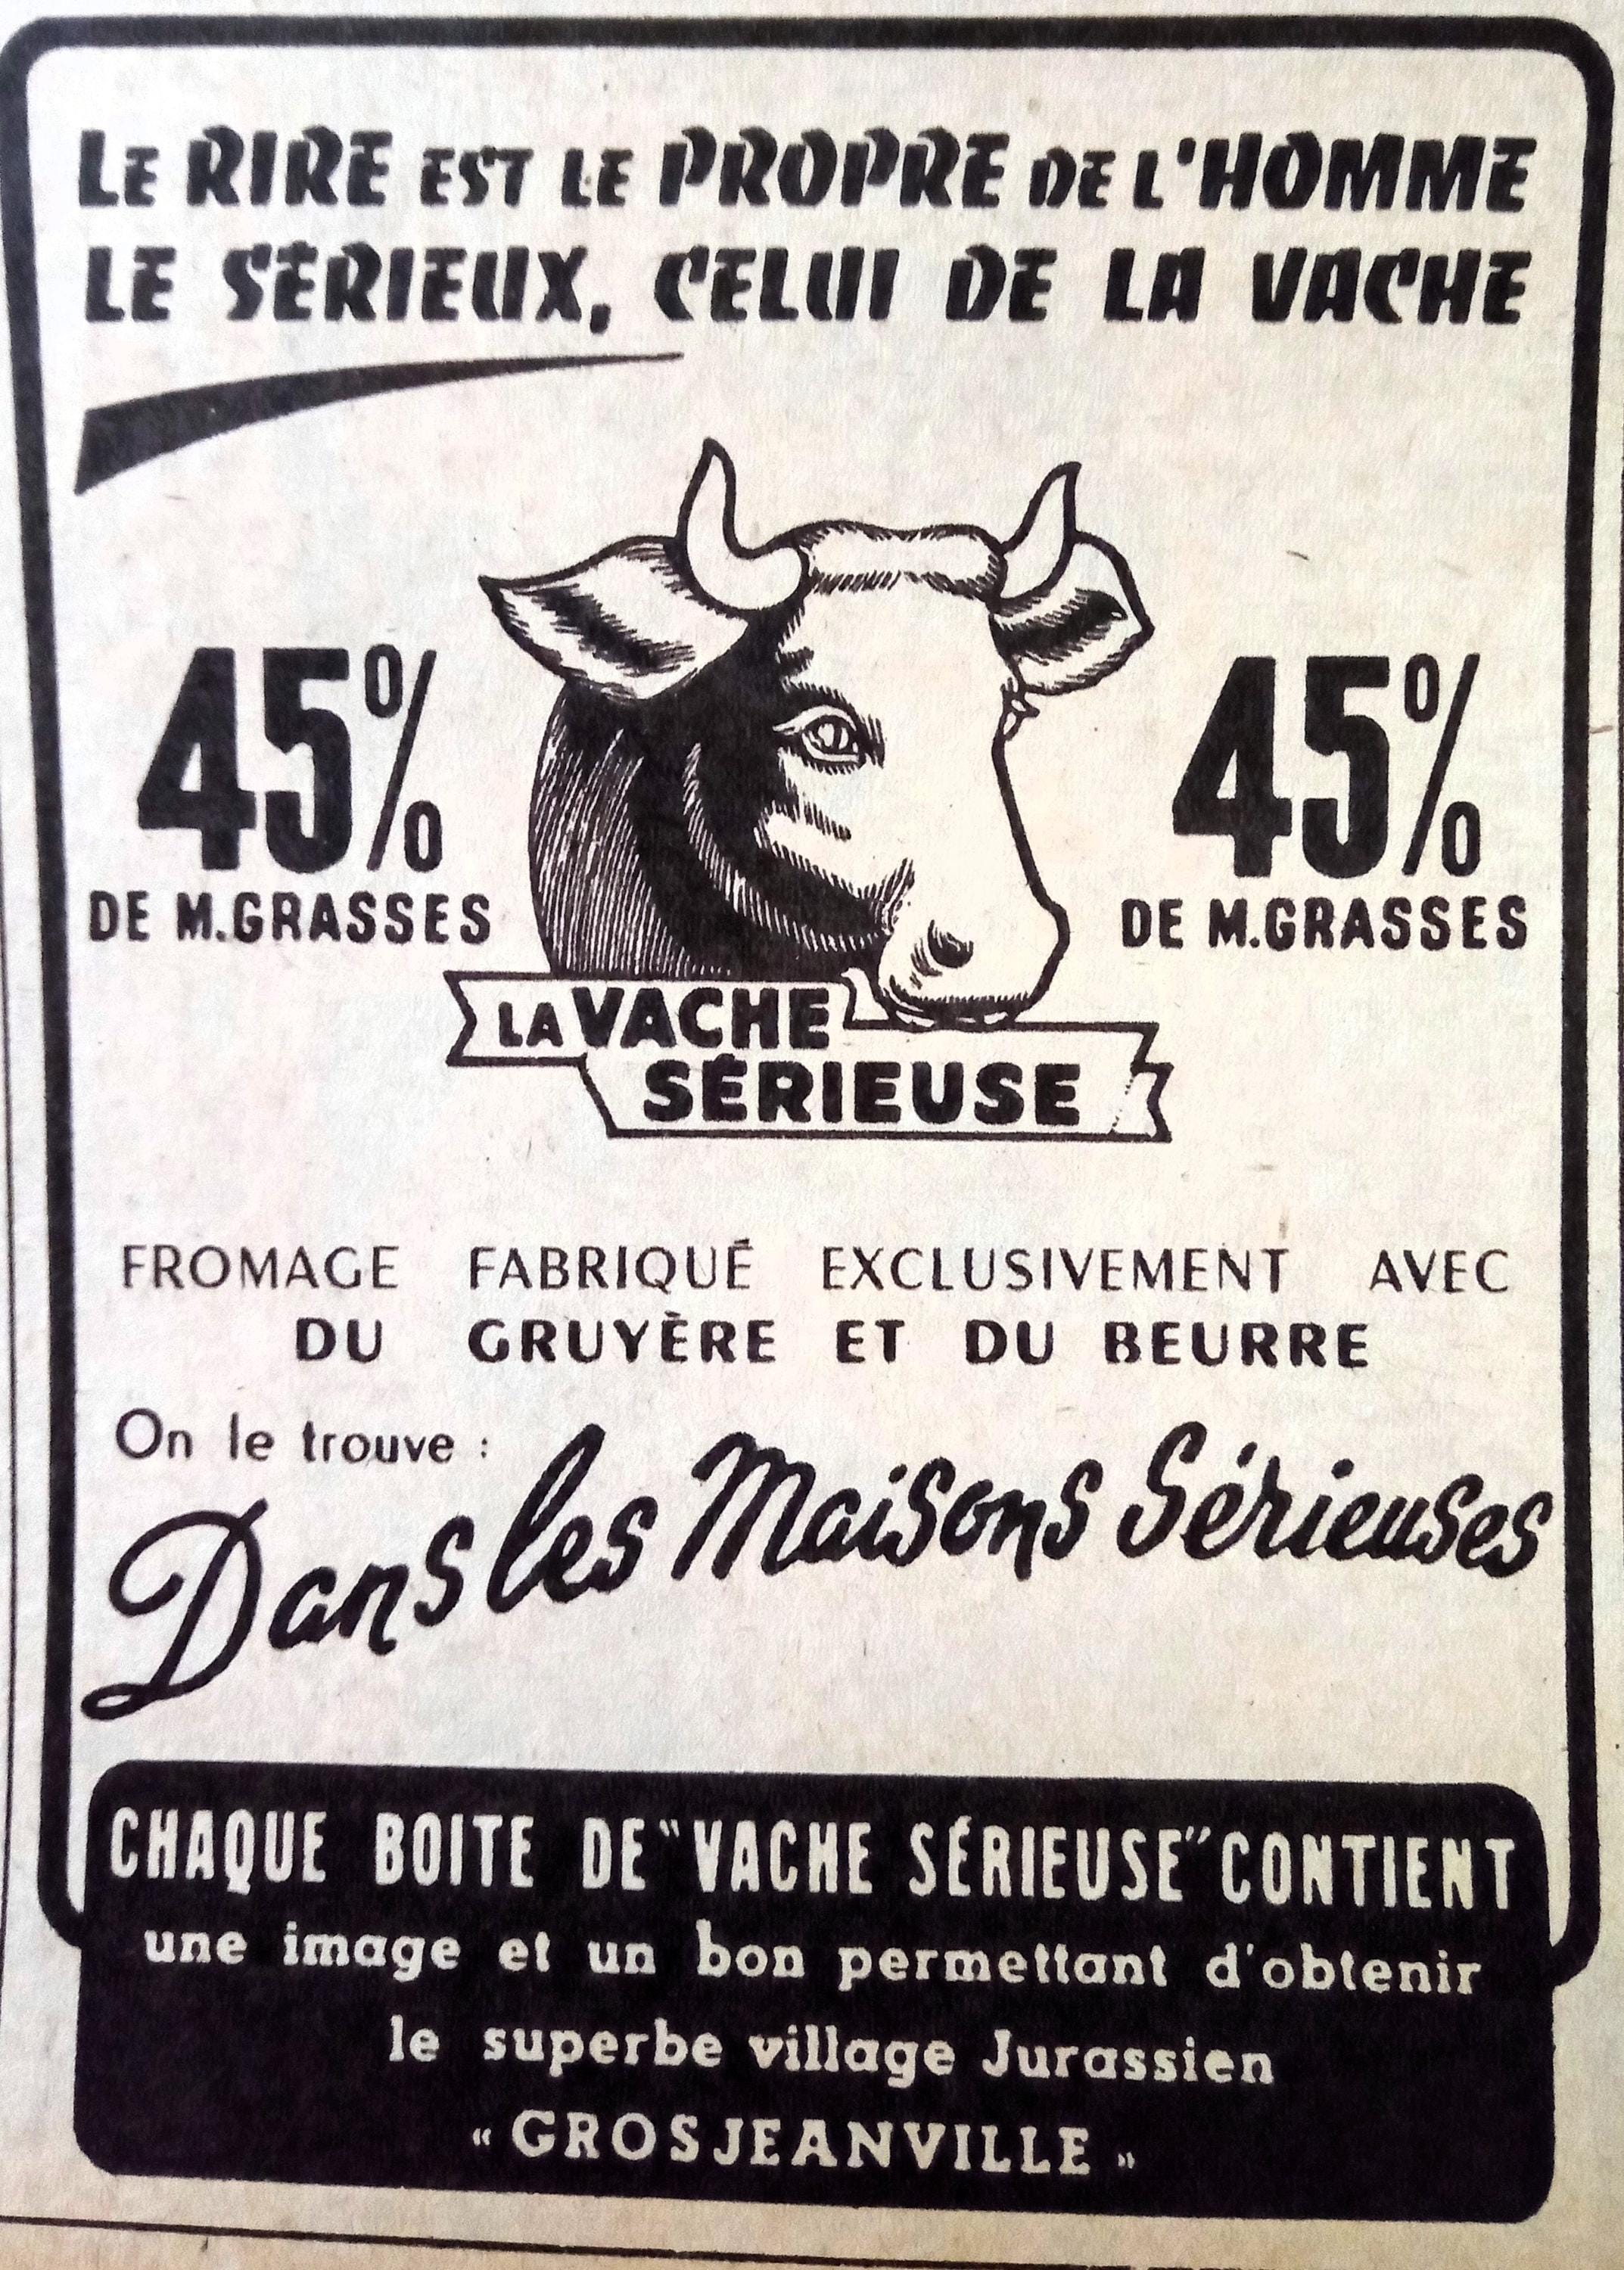 LE RIRE EST LE PROPRE DE L'HOMME
LE SÉRIEUX, CELUI DE LA VACHE
45%
DE M.GRASSES
45%
DE M.GRASSES
LA VACHE
SÉRIEUSE
FROMAGE FABRIQUÉ EXCLUSIVEMENT AVEC
DU GRUYÈRE ET DU BEURRE
On le trouve :
Dans les Maisons Sérieuses
CHAQUE BOITE DE "VACHE SÉRIEUSE" CONTIENT
une image et un bon permettant d'obtenir
le superbe village Jurassien
« GROSJEANVILLE »